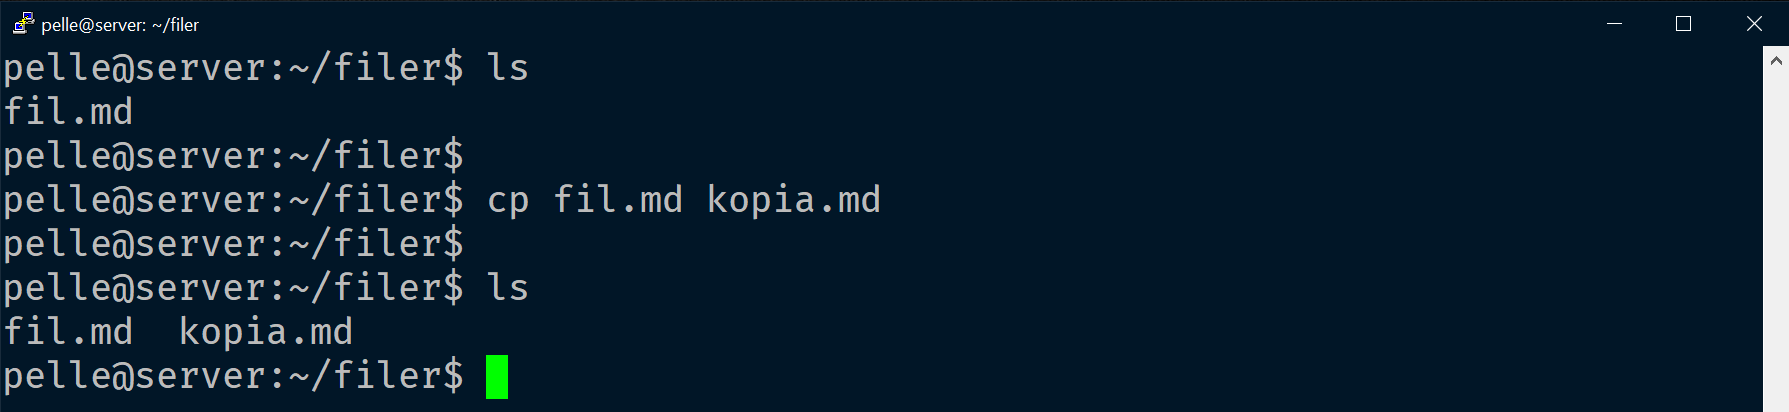 pelle@server: ~/filer
pelle@server:~/filer$ ls
fil.md
pelle@server:~/filer$
pelle@server:~/filer$ cp fil.md kopia.md
pelle@server:~/filer$
pelle@server:~/filer$ ls
fil.md  kopia.md
pelle@server:~/filer$